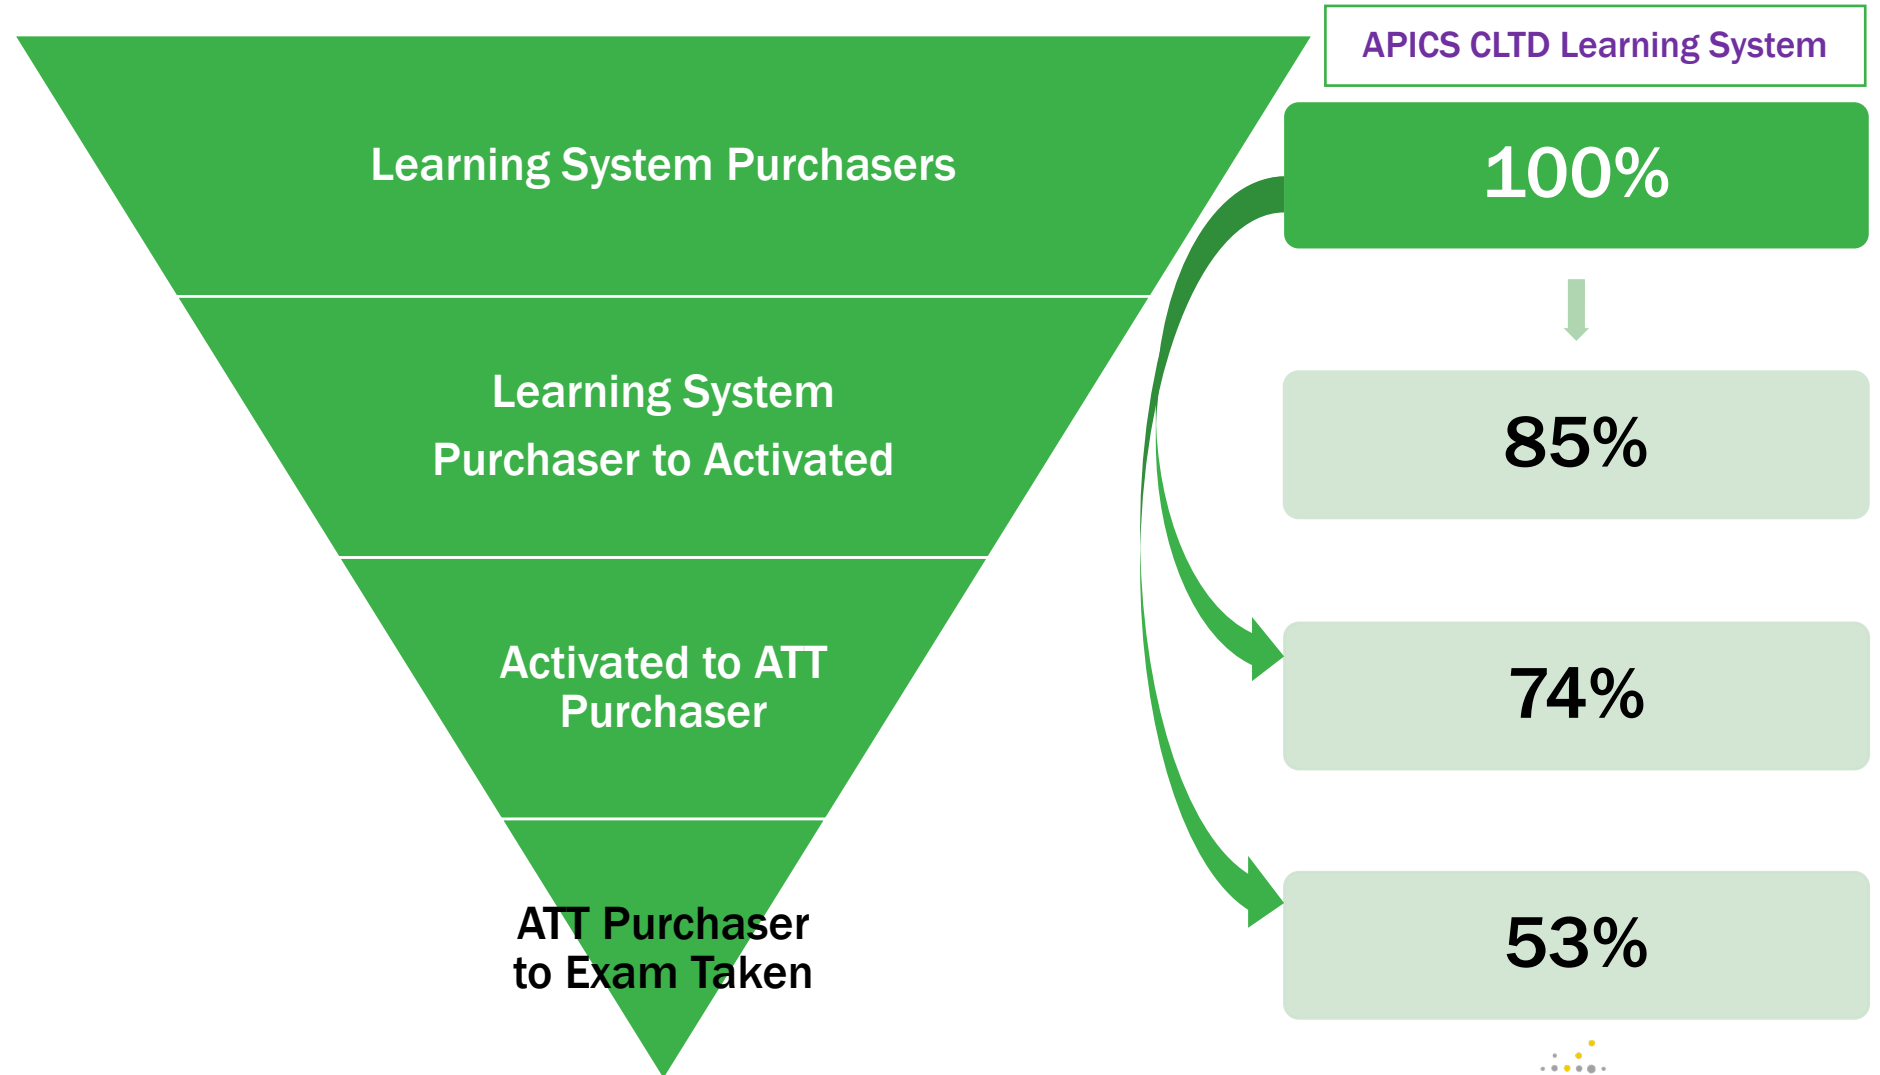 APICS CLTD Learning System
Learning System Purchasers
100%
Learning System
Purchaser to Activated
85%
Activated to ATT
Purchaser
74%
ATT Purchaser
to Exam Taken
53%